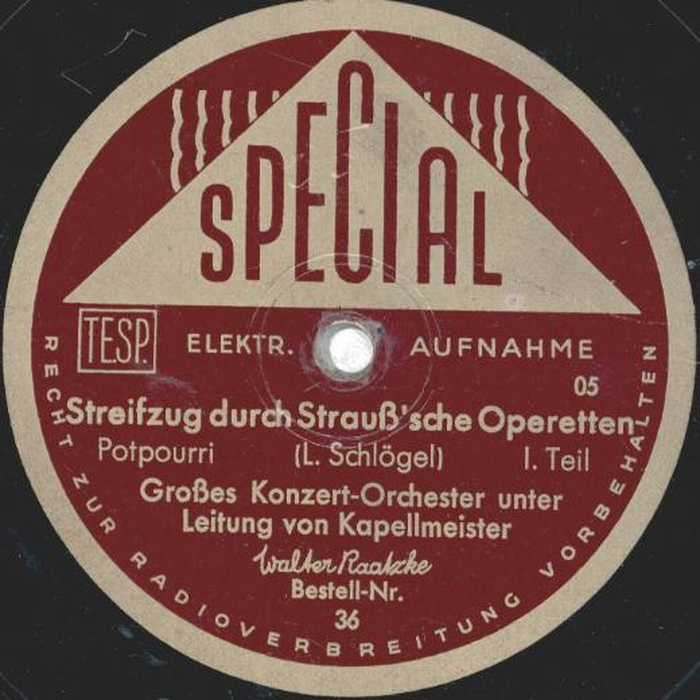 SPECIAL
TESP. ELEKTR. AUFNAHME
05
Streifzug durch Strauß'sche Operetten
Potpourri (L. Schlögel) I. Teil
Großes Konzert-Orchester unter
Leitung von Kapellmeister
Walter Raatzke
Bestell-Nr.
36
RECHT ZUR RADIOVERBREITUNG VORBEHALTEN